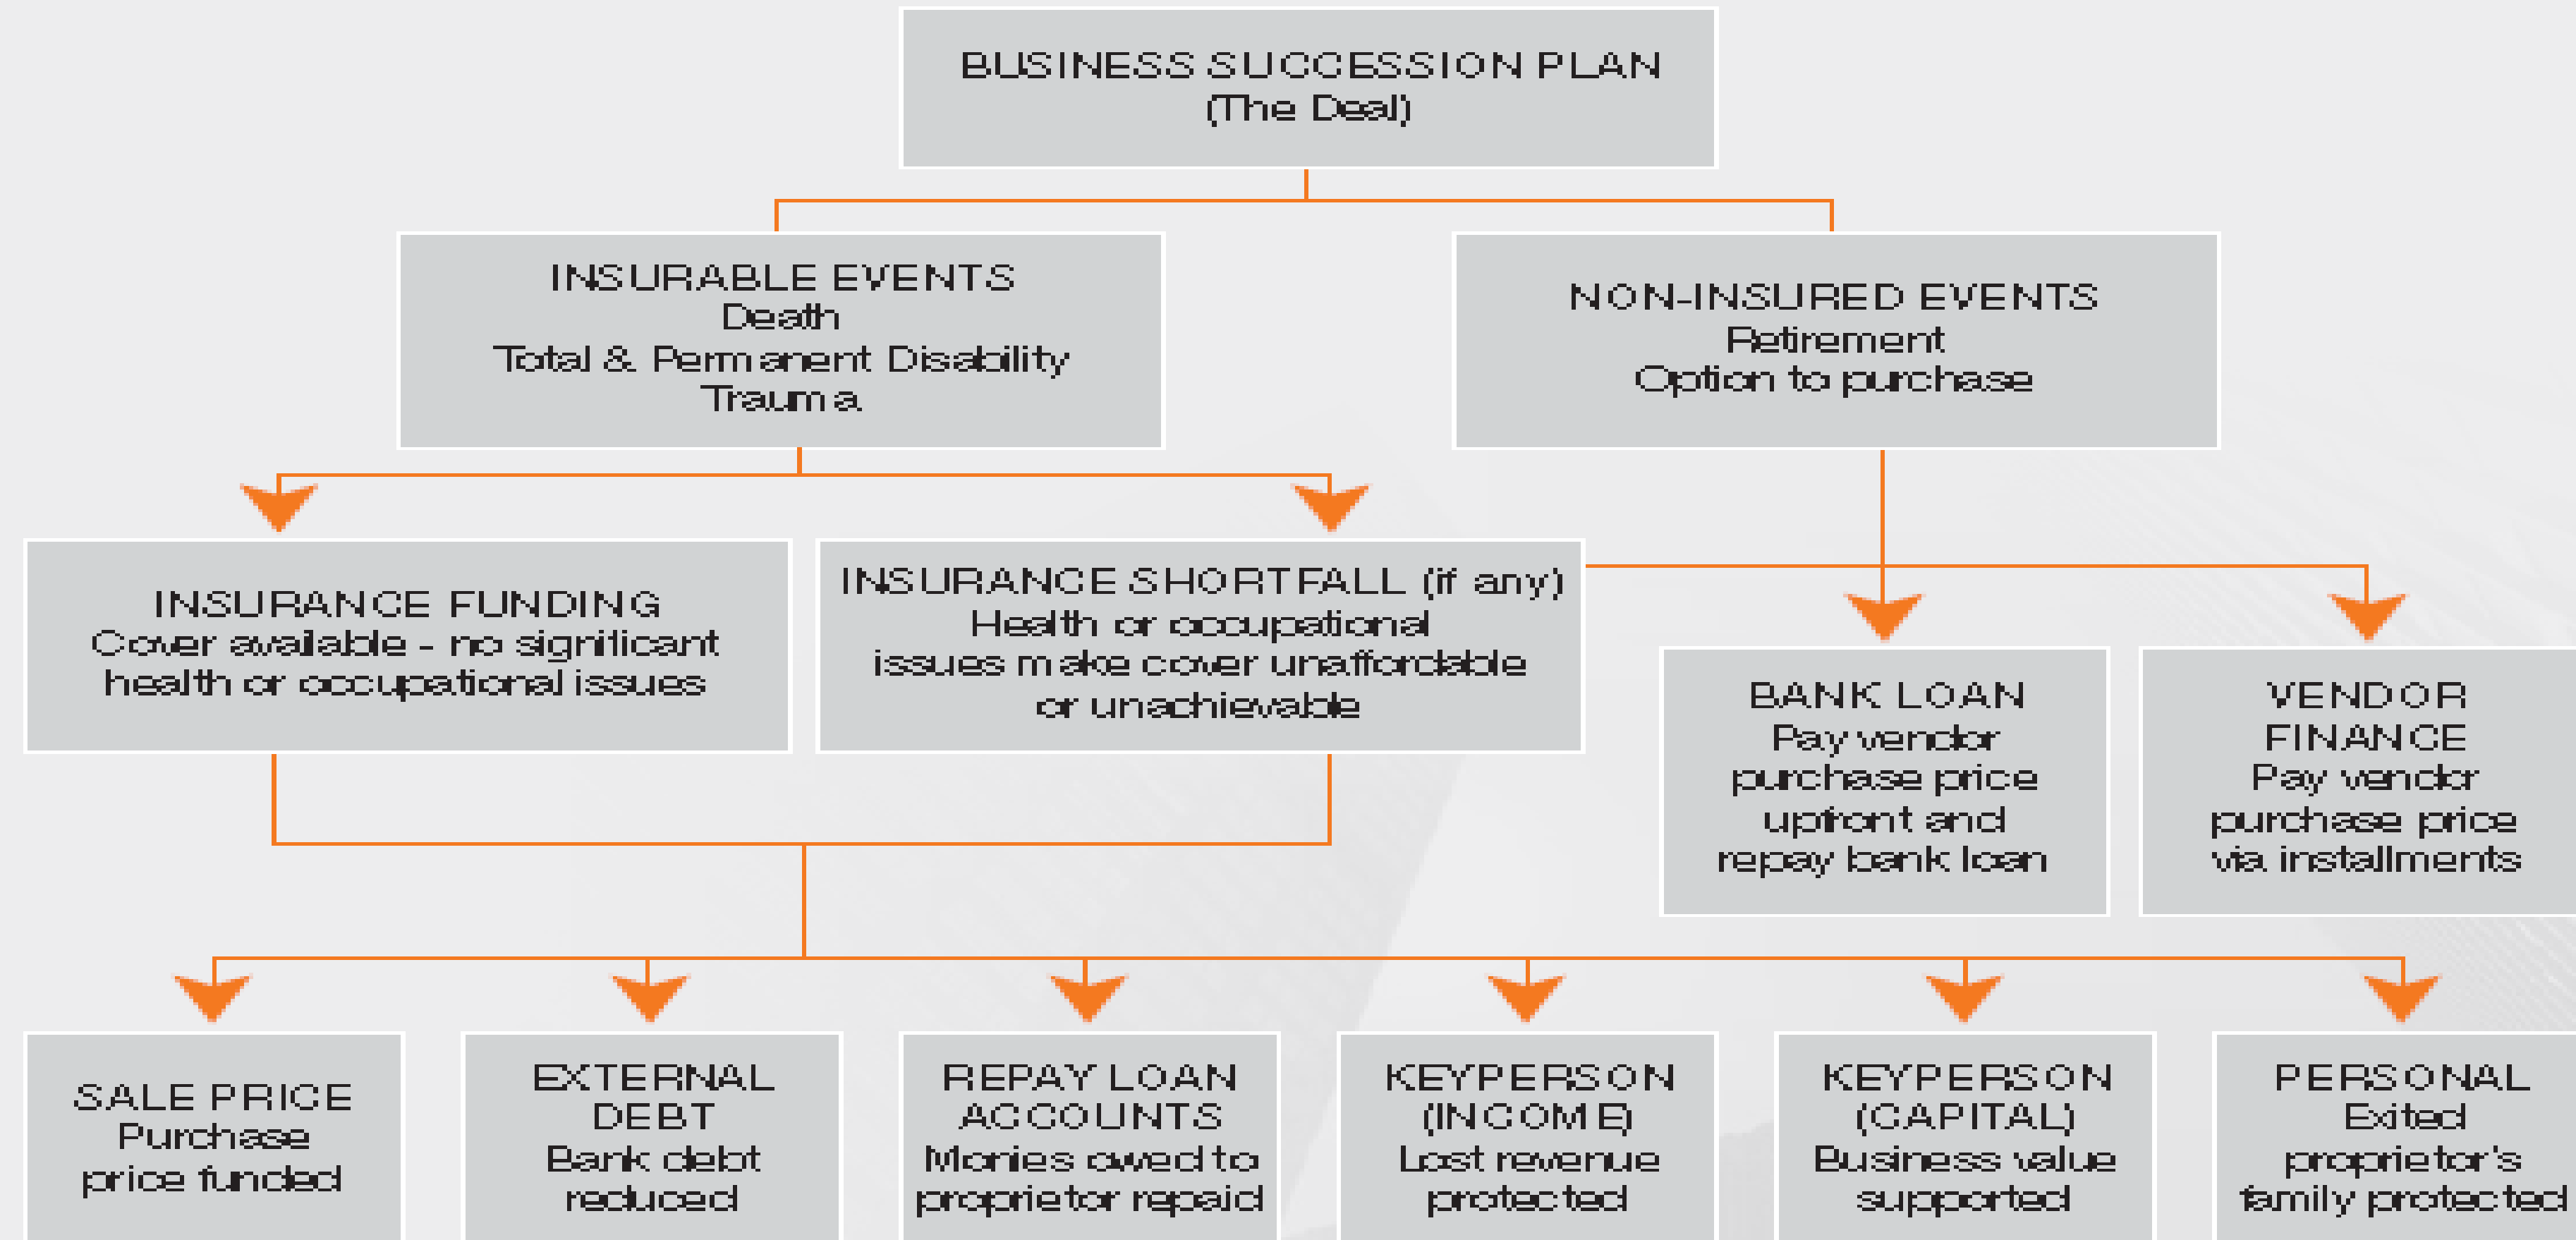 BUSINESS SUCCESSION PLAN
(The Deal)
INSURABLE EVENTS
Death
Total & Permanent Disability
Trauma
NON-INSURED EVENTS
Retirement
Option to purchase
INSURANCE FUNDING
Cover available - no significant
health or occupational issues
INSURANCE SHORTFALL (if any)
Health or occupational
issues make cover unaffordable
or unachievable
BANK LOAN
Pay vendor
purchase price
upfront and
repay bank loan
VENDOR
FINANCE
Pay vendor
purchase price
via installments
SALE PRICE
Purchase
price funded
EXTERNAL
DEBT
Bank debt
reduced
REPAY LOAN
ACCOUNTS
Monies owed to
proprietor repaid
KEYPERSON
(INCOME)
Lost revenue
protected
KEYPERSON
(CAPITAL)
Business value
supported
PERSONAL
Exited
proprietor's
family protected